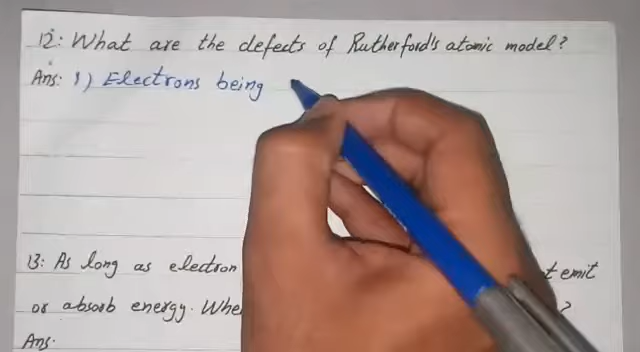 12: What are the defects of Rutherford's atomic model?
Ans: 1) Electrons being
13: As long as electron t emit
or absorb energy. Whe ?
Ans.